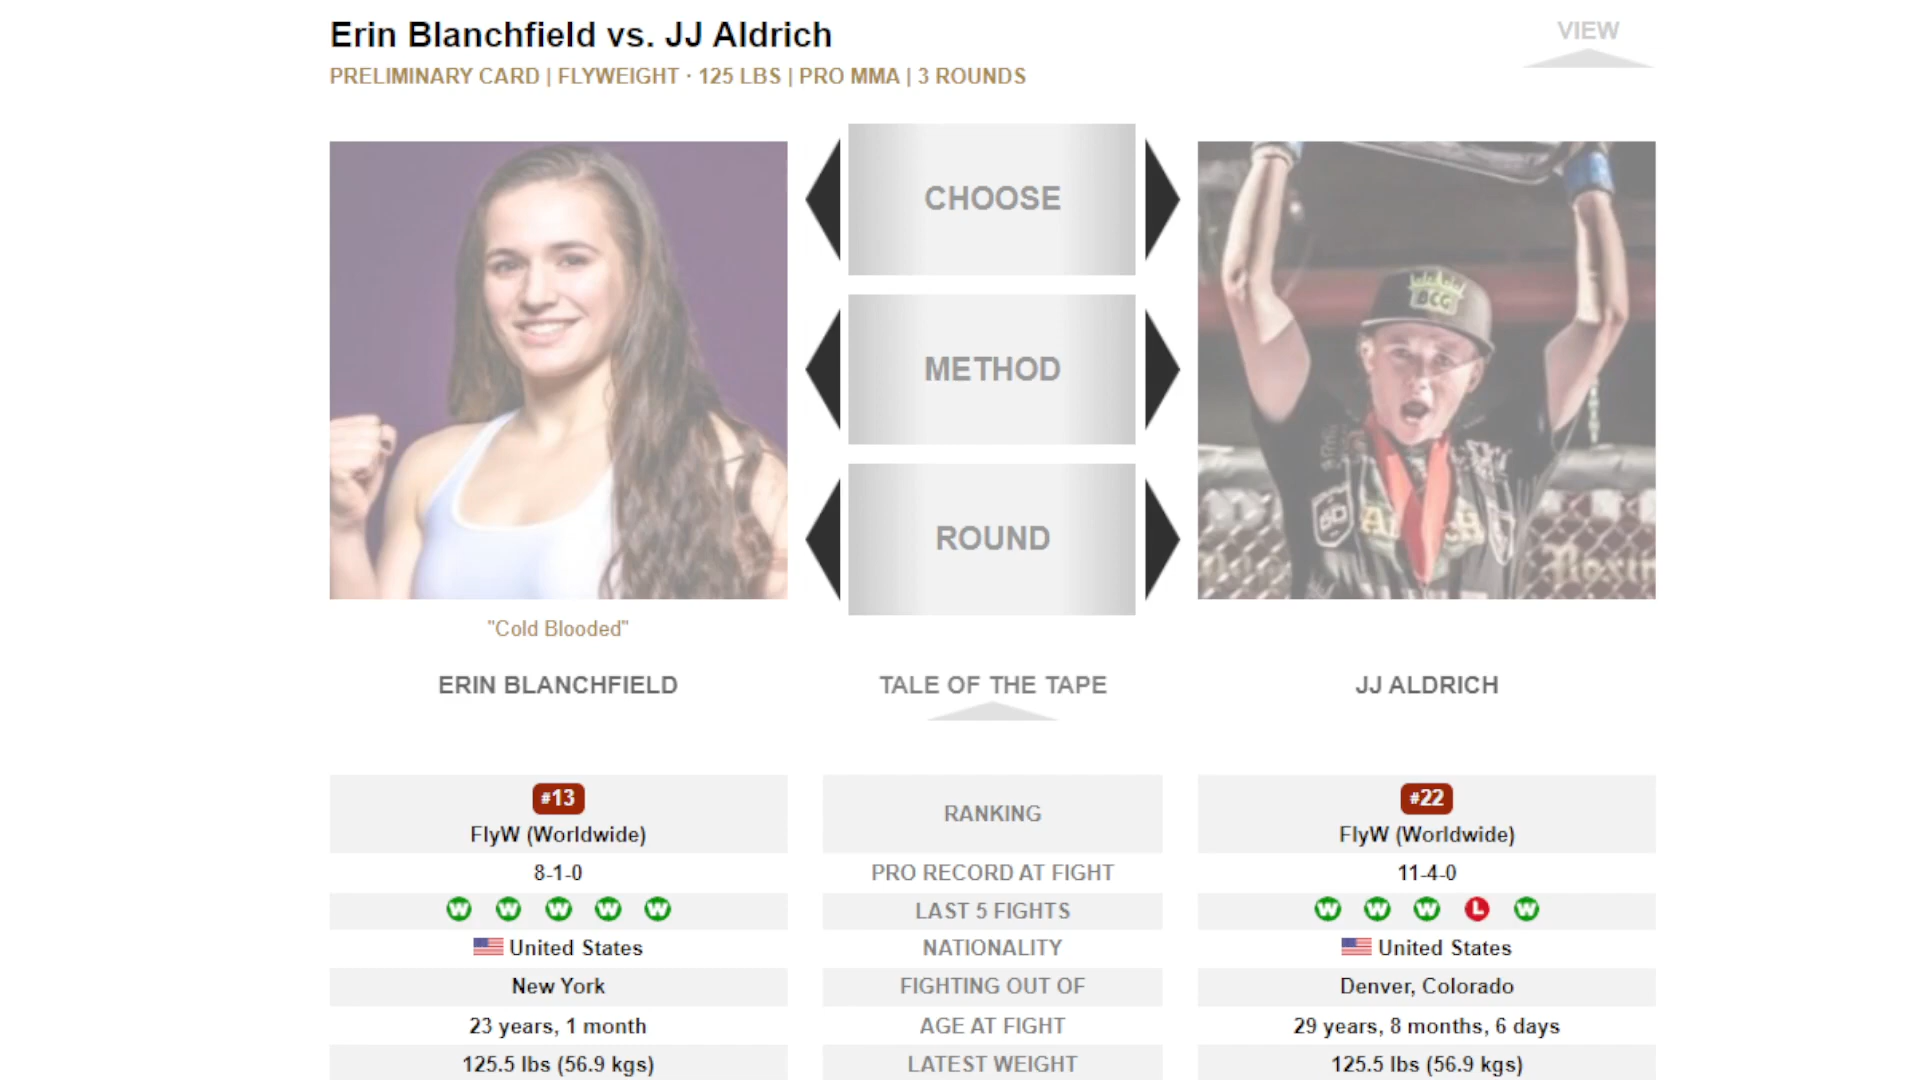 Erin Blanchfield vs. JJ Aldrich
VIEW
PRELIMINARY CARD | FLYWEIGHT · 125 LBS | PRO MMA | 3 ROUNDS
CHOOSE
METHOD
ROUND
BCG
"Cold Blooded"
ERIN BLANCHFIELD
TALE OF THE TAPE
JJ ALDRICH
#13
FlyW (Worldwide)
RANKING
#22
FlyW (Worldwide)
8-1-0
PRO RECORD AT FIGHT
11-4-0
W W W W W
LAST 5 FIGHTS
W W W L W
United States
NATIONALITY
United States
New York
FIGHTING OUT OF
Denver, Colorado
23 years, 1 month
AGE AT FIGHT
29 years, 8 months, 6 days
125.5 lbs (56.9 kgs)
LATEST WEIGHT
125.5 lbs (56.9 kgs)